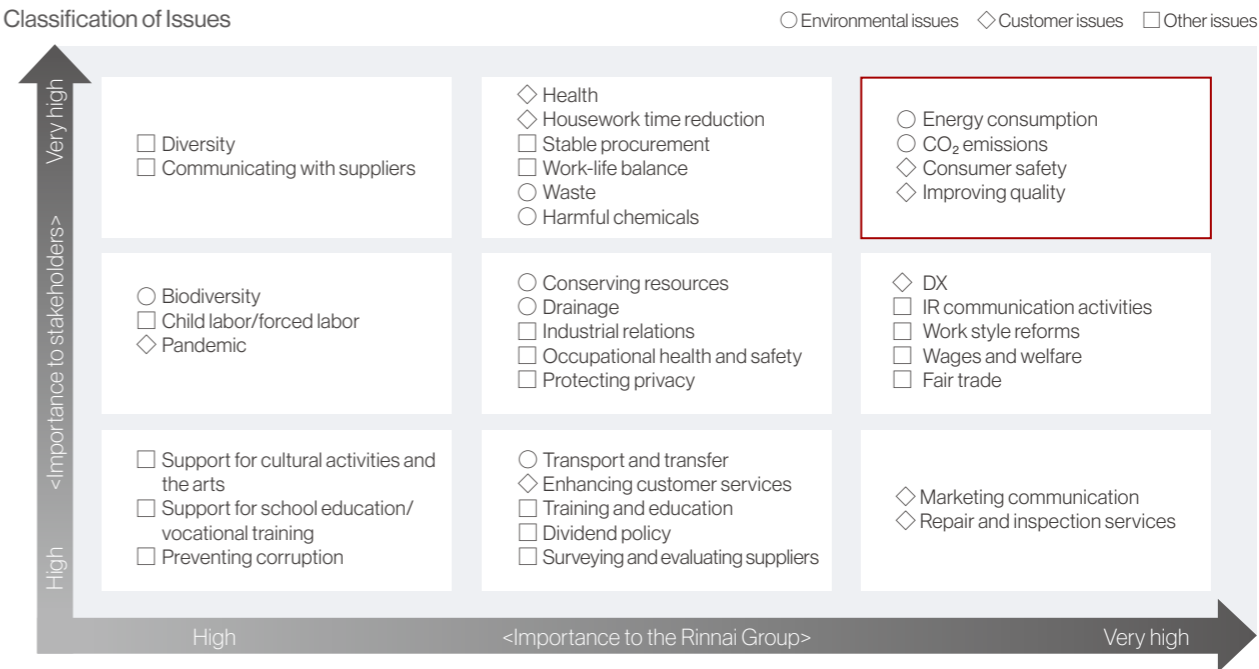 Classification of Issues
○ Environmental issues ◇ Customer issues □ Other issues
Very high
<Importance to stakeholders>
High
□ Diversity
□ Communicating with suppliers
◇ Health
◇ Housework time reduction
□ Stable procurement
□ Work-life balance
○ Waste
○ Harmful chemicals
○ Energy consumption
○ CO₂ emissions
◇ Consumer safety
◇ Improving quality
○ Biodiversity
□ Child labor/forced labor
◇ Pandemic
○ Conserving resources
○ Drainage
□ Industrial relations
□ Occupational health and safety
□ Protecting privacy
◇ DX
□ IR communication activities
□ Work style reforms
□ Wages and welfare
□ Fair trade
□ Support for cultural activities and
the arts
□ Support for school education/
vocational training
□ Preventing corruption
○ Transport and transfer
◇ Enhancing customer services
□ Training and education
□ Dividend policy
□ Surveying and evaluating suppliers
◇ Marketing communication
◇ Repair and inspection services
High <Importance to the Rinnai Group> Very high